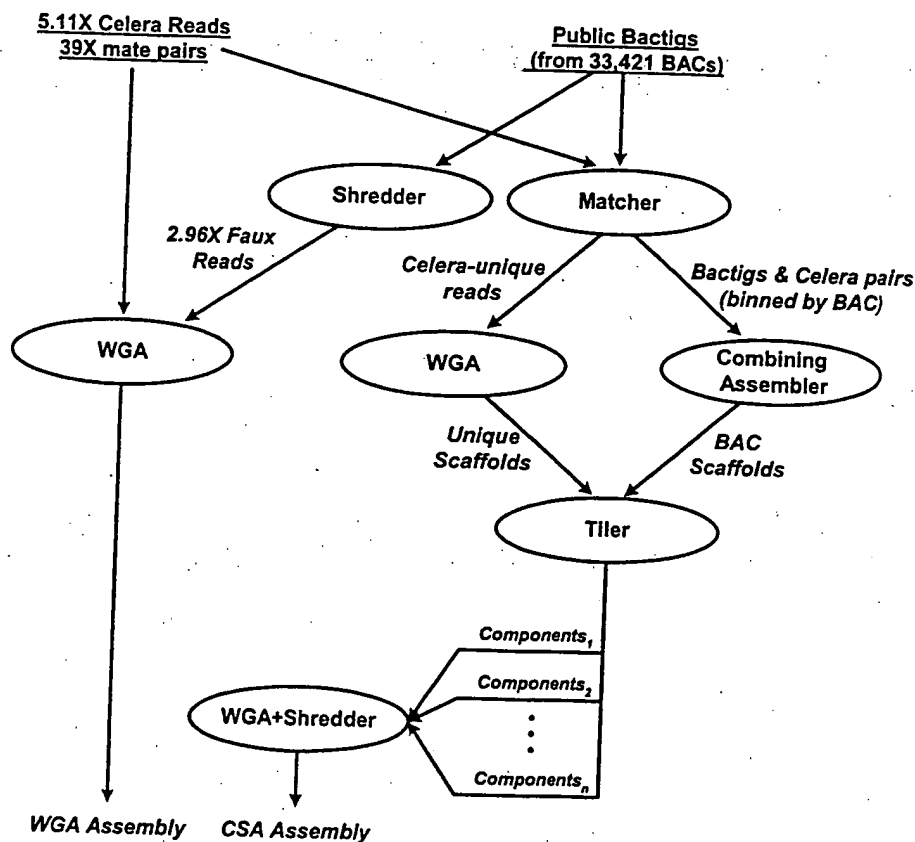 5.11X Celera Reads
39X mate pairs
Public Bactigs
(from 33,421 BACs)
Shredder
Matcher
2.96X Faux
Reads
Celera-unique
reads
Bactigs & Celera pairs
(binned by BAC)
WGA
WGA
Combining
Assembler
Unique
Scaffolds
BAC
Scaffolds
Tiler
Components₁
Components₂
WGA+Shredder
Componentsₙ
WGA Assembly
CSA Assembly